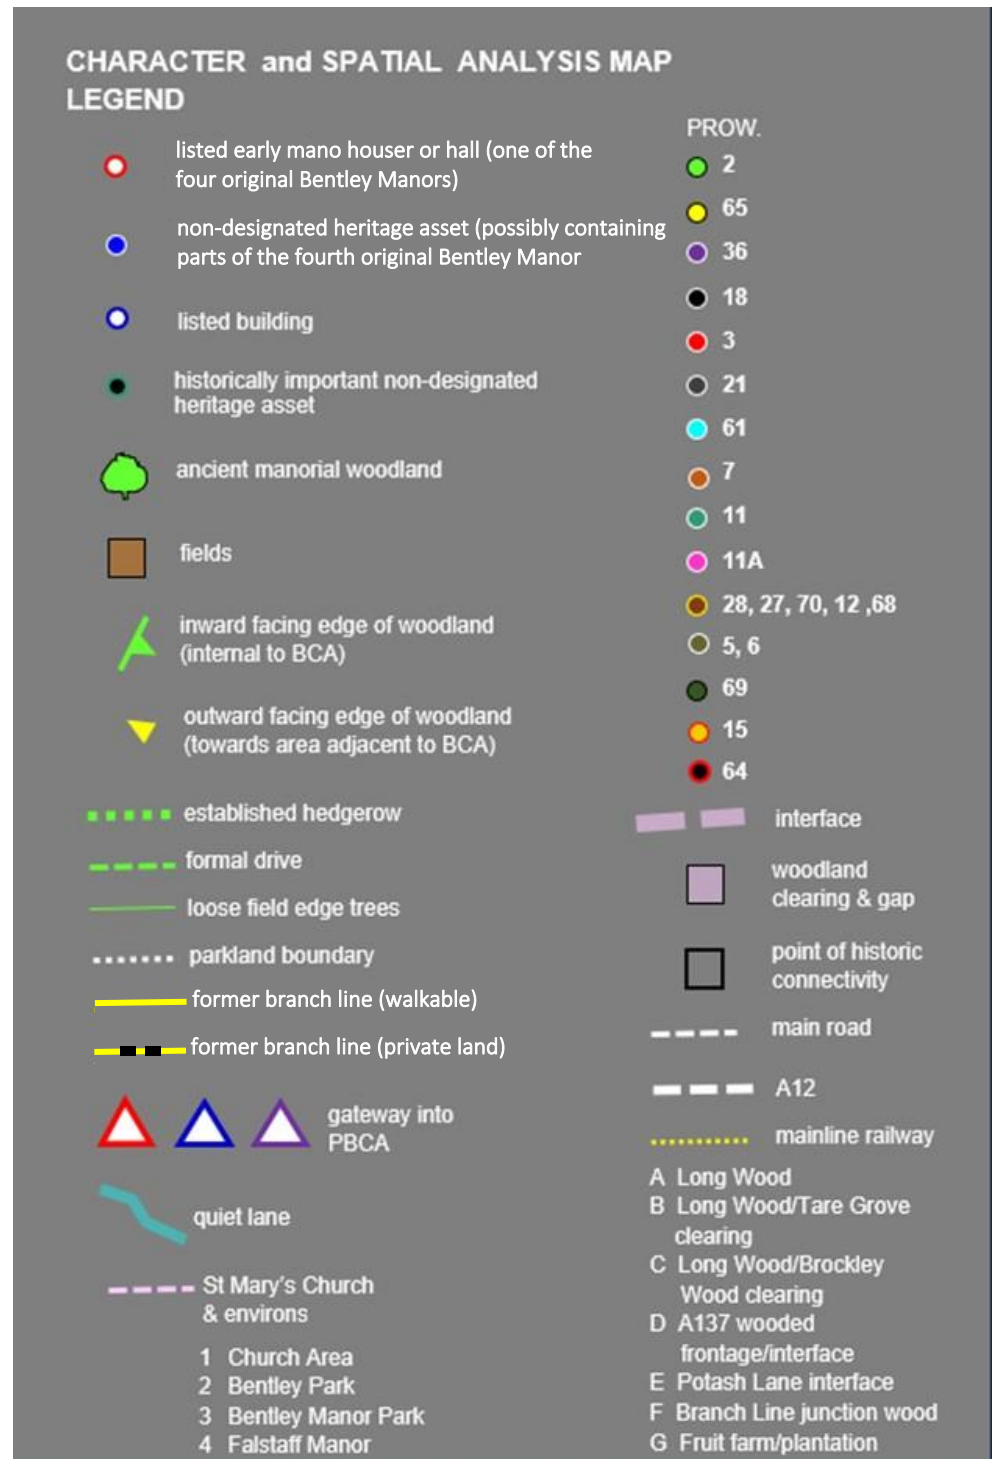 CHARACTER and SPATIAL ANALYSIS MAP
LEGEND
listed early mano houser or hall (one of the
four original Bentley Manors)
non-designated heritage asset (possibly containing
parts of the fourth original Bentley Manor
listed building
historically important non-designated
heritage asset
ancient manorial woodland
fields
inward facing edge of woodland
(internal to BCA)
outward facing edge of woodland
(towards area adjacent to BCA)
established hedgerow
formal drive
loose field edge trees
parkland boundary
former branch line (walkable)
former branch line (private land)
gateway into
PBCA
quiet lane
St Mary's Church
& environs
1 Church Area
2 Bentley Park
3 Bentley Manor Park
4 Falstaff Manor
PROW.
2
65
36
18
3
21
61
7
11
11A
28, 27, 70, 12 ,68
5, 6
69
15
64
interface
woodland
clearing & gap
point of historic
connectivity
main road
A12
mainline railway
A Long Wood
B Long Wood/Tare Grove
clearing
C Long Wood/Brockley
Wood clearing
D A137 wooded
frontage/interface
E Potash Lane interface
F Branch Line junction wood
G Fruit farm/plantation